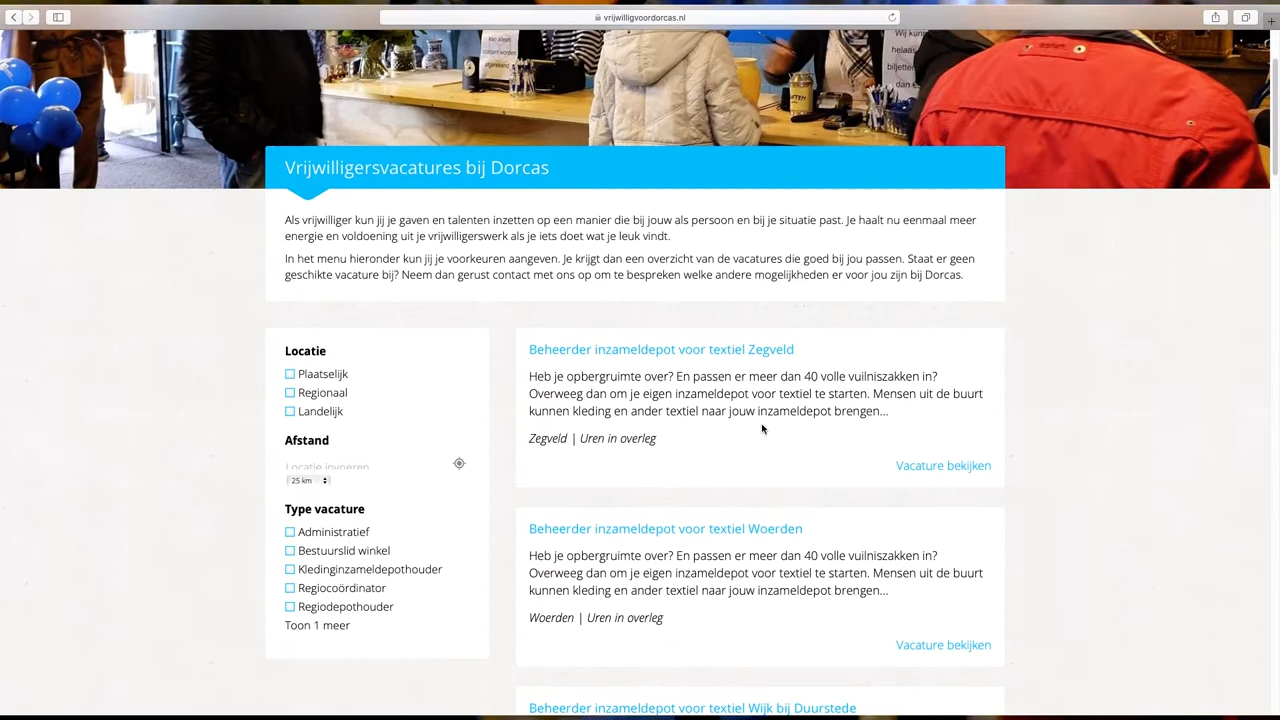 vrijwilligvoordorcas.nl
Wij kun
helaas
biljetten
dan €
Vrijwilligersvacatures bij Dorcas
Als vrijwilliger kun jij je gaven en talenten inzetten op een manier die bij jouw als persoon en bij je situatie past. Je haalt nu eenmaal meer
energie en voldoening uit je vrijwilligerswerk als je iets doet wat je leuk vindt.
In het menu hieronder kun jij je voorkeuren aangeven. Je krijgt dan een overzicht van de vacatures die goed bij jou passen. Staat er geen
geschikte vacature bij? Neem dan gerust contact met ons op om te bespreken welke andere mogelijkheden er voor jou zijn bij Dorcas.
Locatie
Plaatselijk
Regionaal
Landelijk
Afstand
Locatie invoeren
25 km
Type vacature
Administratief
Bestuurslid winkel
Kledinginzameldepothouder
Regiocoördinator
Regiodepothouder
Toon 1 meer
Beheerder inzameldepot voor textiel Zegveld
Heb je opbergruimte over? En passen er meer dan 40 volle vuilniszakken in?
Overweeg dan om je eigen inzameldepot voor textiel te starten. Mensen uit de buurt
kunnen kleding en ander textiel naar jouw inzameldepot brengen...
Zegveld | Uren in overleg
Vacature bekijken
Beheerder inzameldepot voor textiel Woerden
Heb je opbergruimte over? En passen er meer dan 40 volle vuilniszakken in?
Overweeg dan om je eigen inzameldepot voor textiel te starten. Mensen uit de buurt
kunnen kleding en ander textiel naar jouw inzameldepot brengen...
Woerden | Uren in overleg
Vacature bekijken
Beheerder inzameldepot voor textiel Wijk bij Duurstede